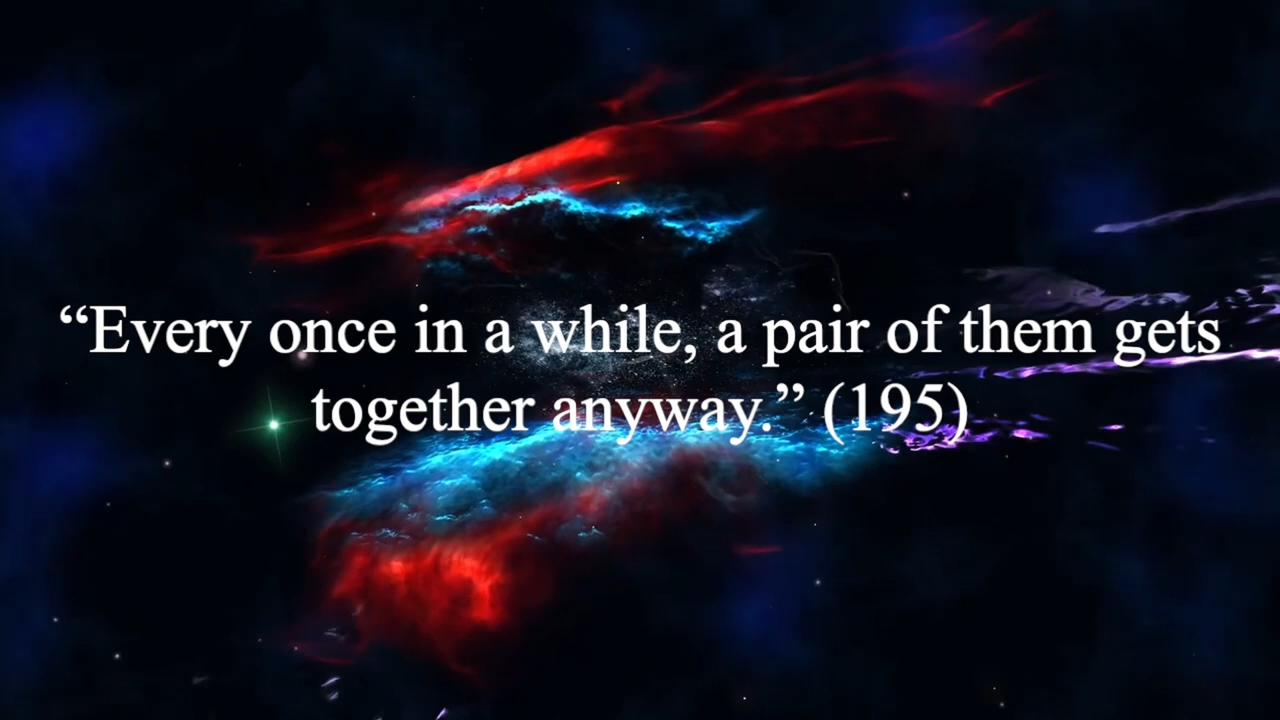 “Every once in a while, a pair of them gets
together anyway.” (195)